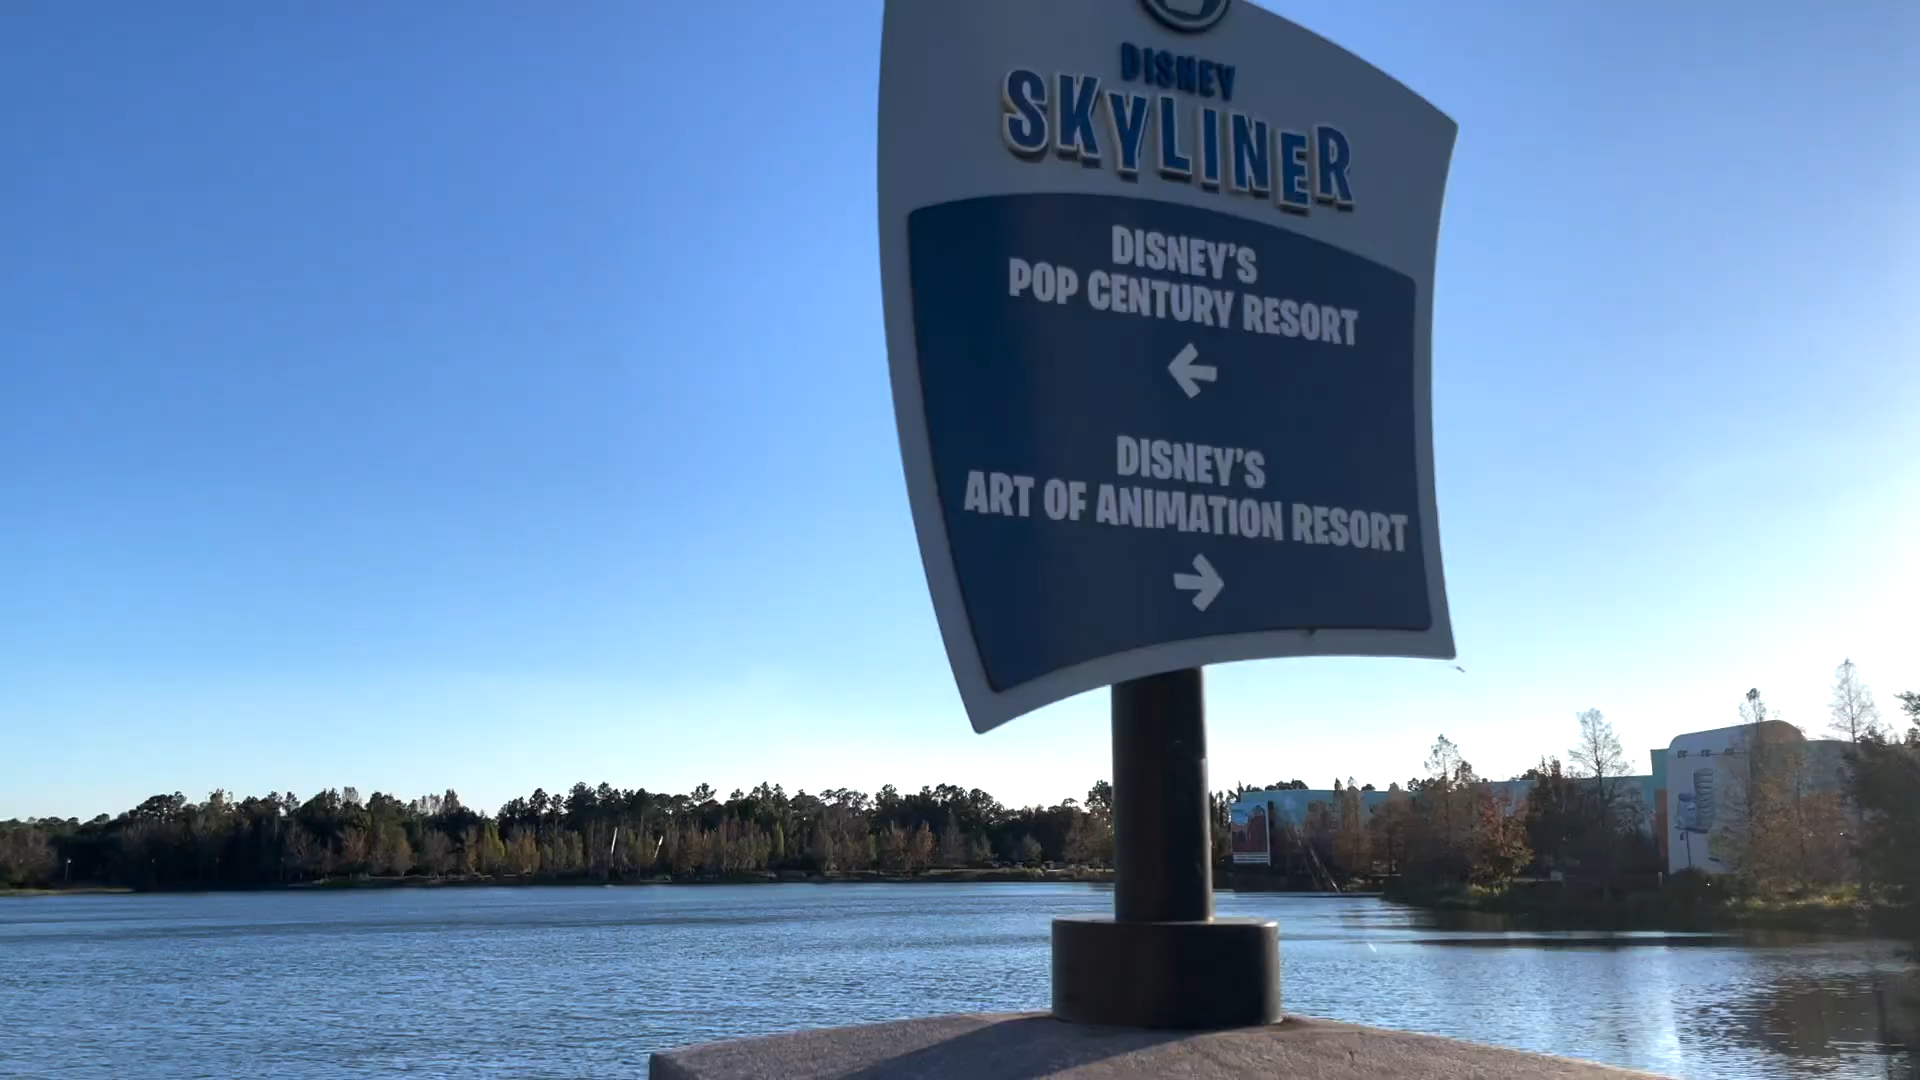 DISNEY
SKYLINER
DISNEY'S
POP CENTURY RESORT
←
DISNEY'S
ART OF ANIMATION RESORT
→